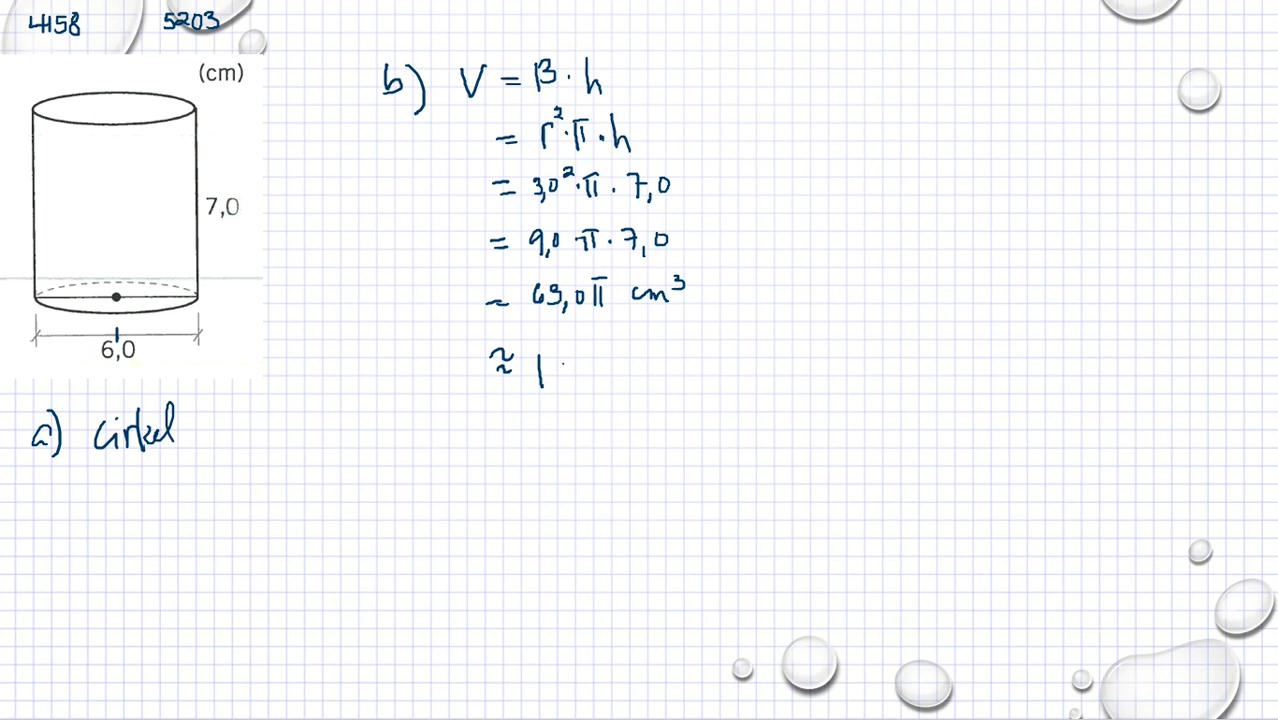 4158 5203
(cm)
7,0
6,0
a) cirkel
b) V = B · h
= r² · π · h
= 3,0² · π · 7,0
= 9,0 π · 7,0
= 63,0π cm³
≈ 1